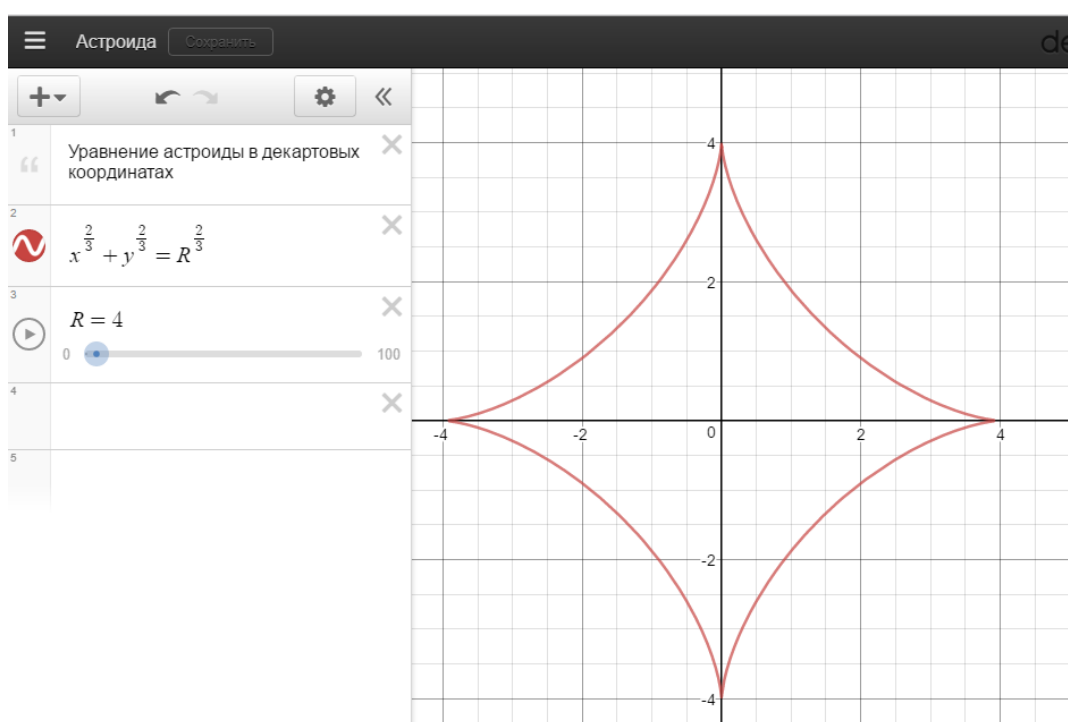 Астроида Сохранить de
1
Уравнение астроиды в декартовых
координатах
2
x^{2/3} + y^{2/3} = R^{2/3}
3
R = 4
0 100
4
5
4
2
-4 -2 0 2 4
-2
-4